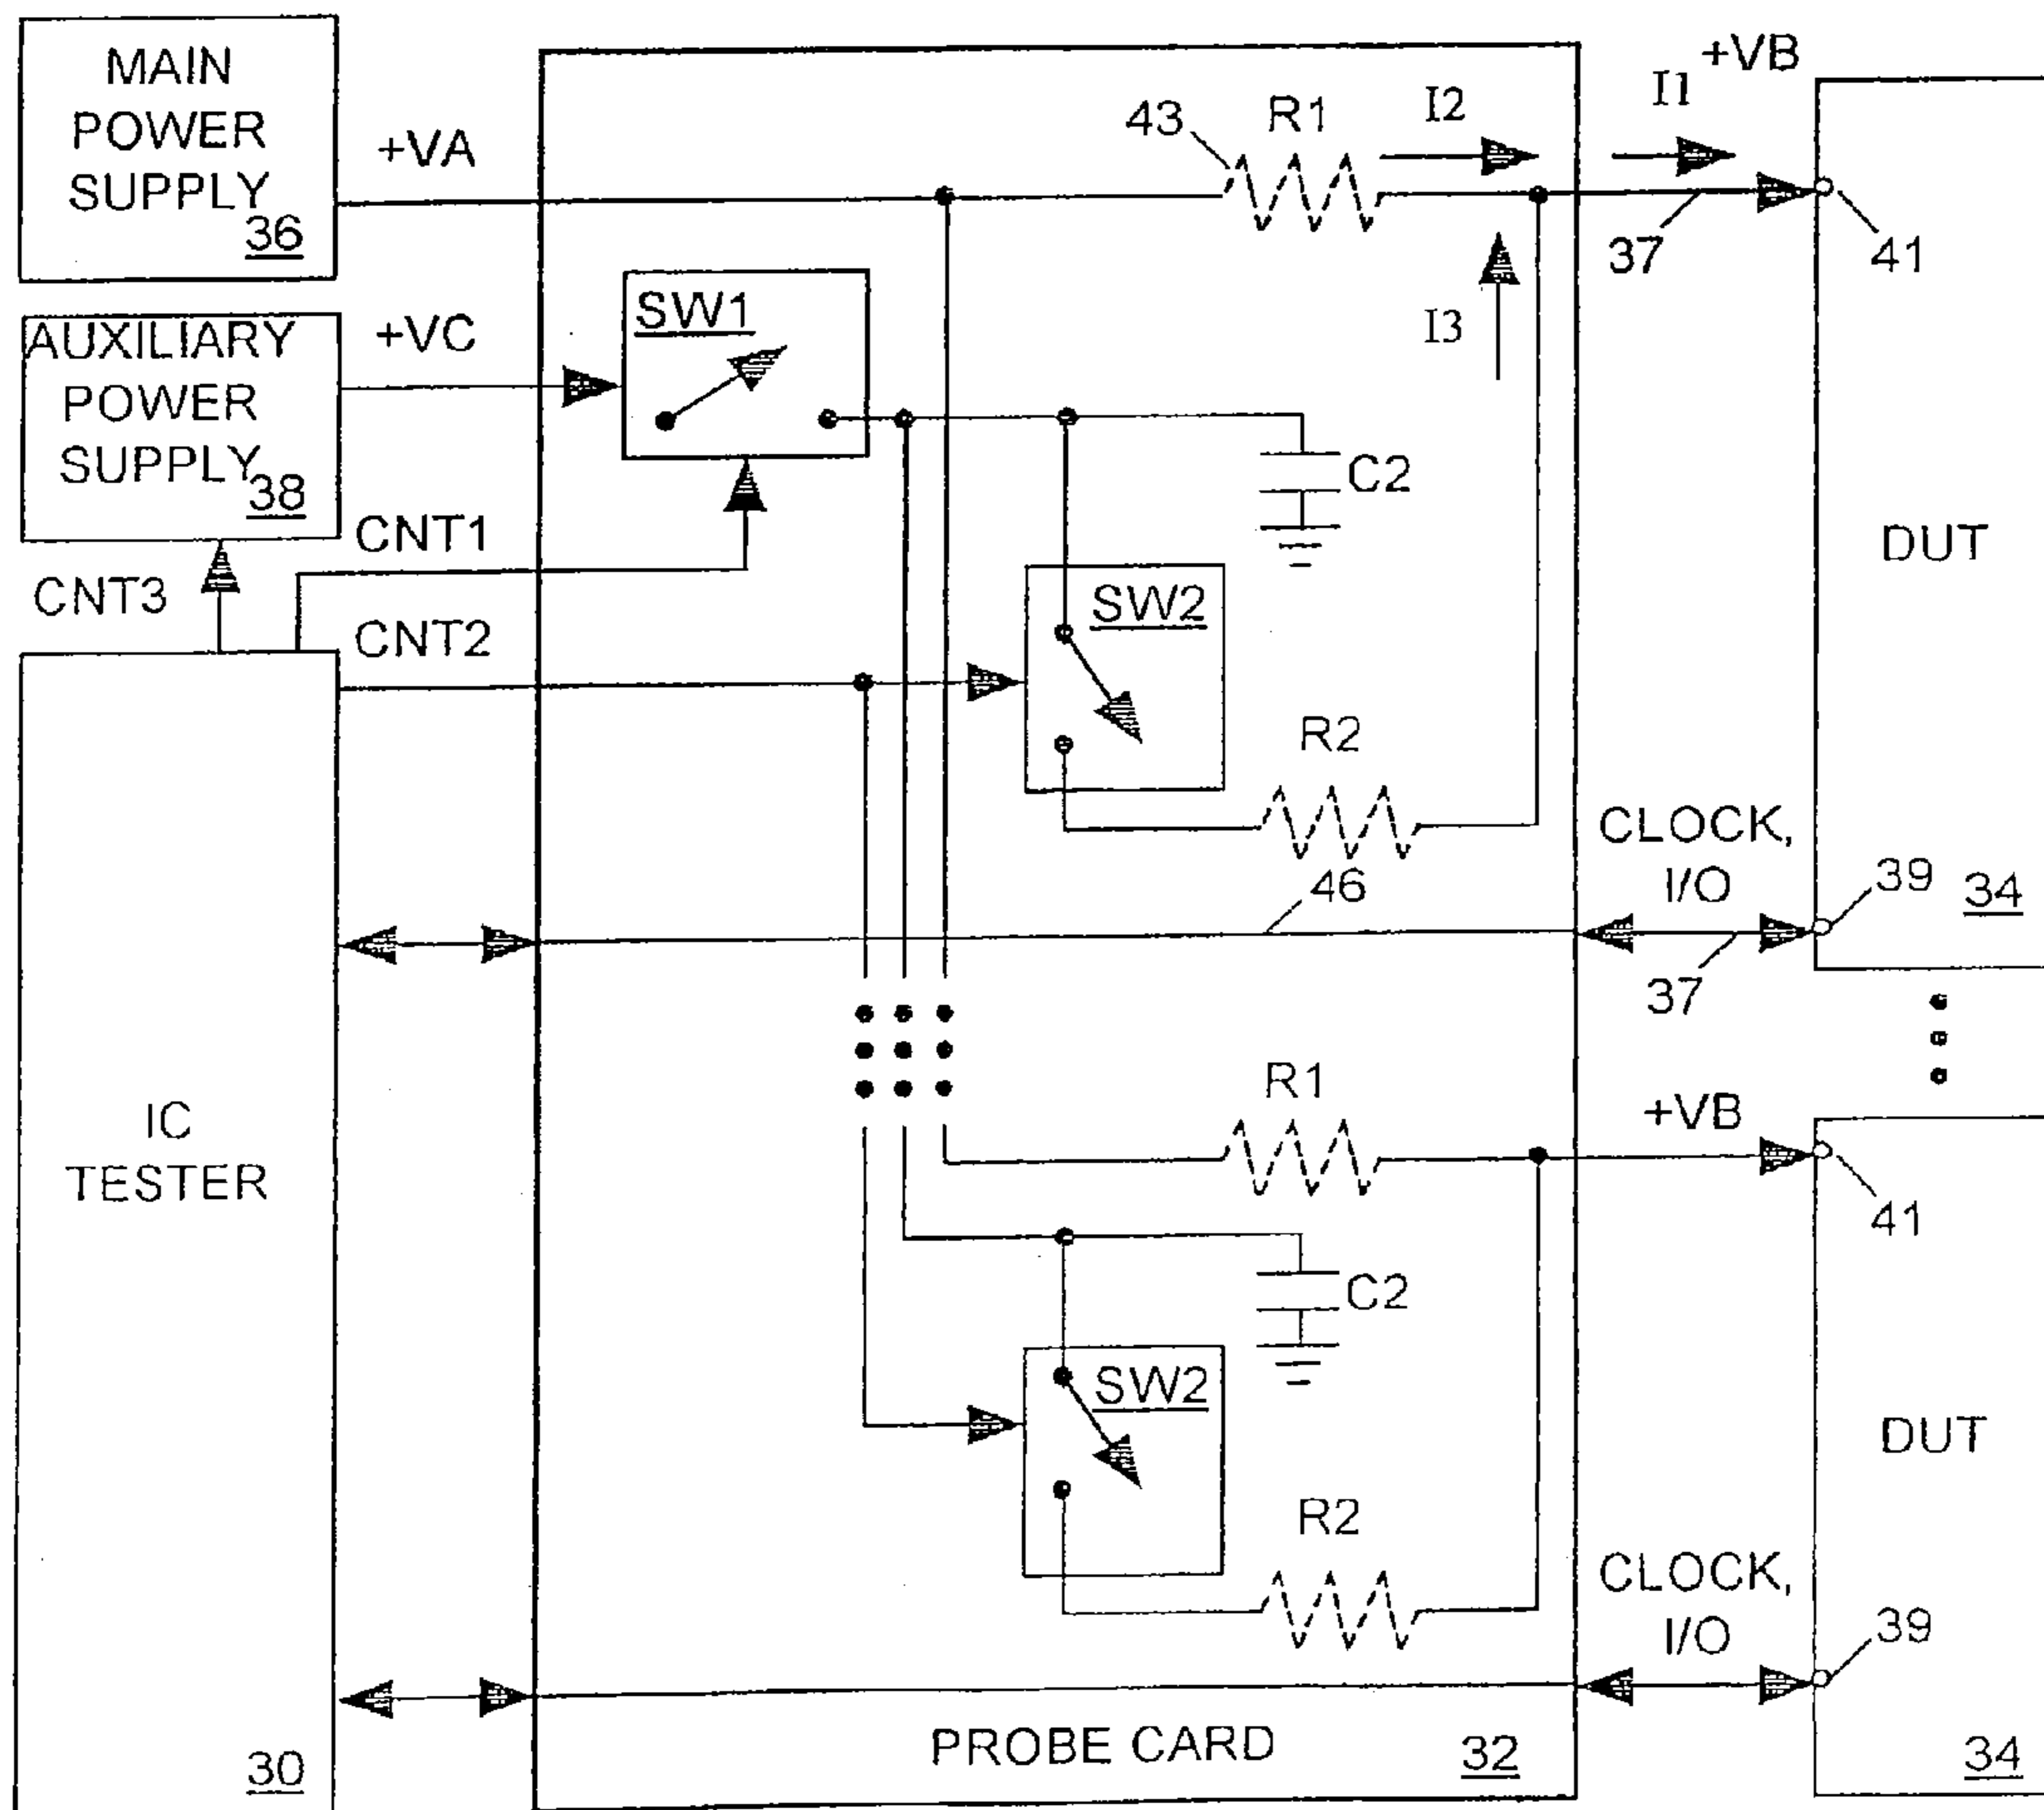 MAIN
POWER
SUPPLY
36
+VA
43
R1
I2
I1
+VB
37
41
AUXILIARY
POWER
SUPPLY
38
+VC
SW1
I3
C2
CNT1
CNT3
CNT2
SW2
DUT
R2
CLOCK,
I/O
46
39
34
37
IC
TESTER
R1
+VB
41
C2
SW2
DUT
R2
CLOCK,
I/O
39
PROBE CARD
32
30
34